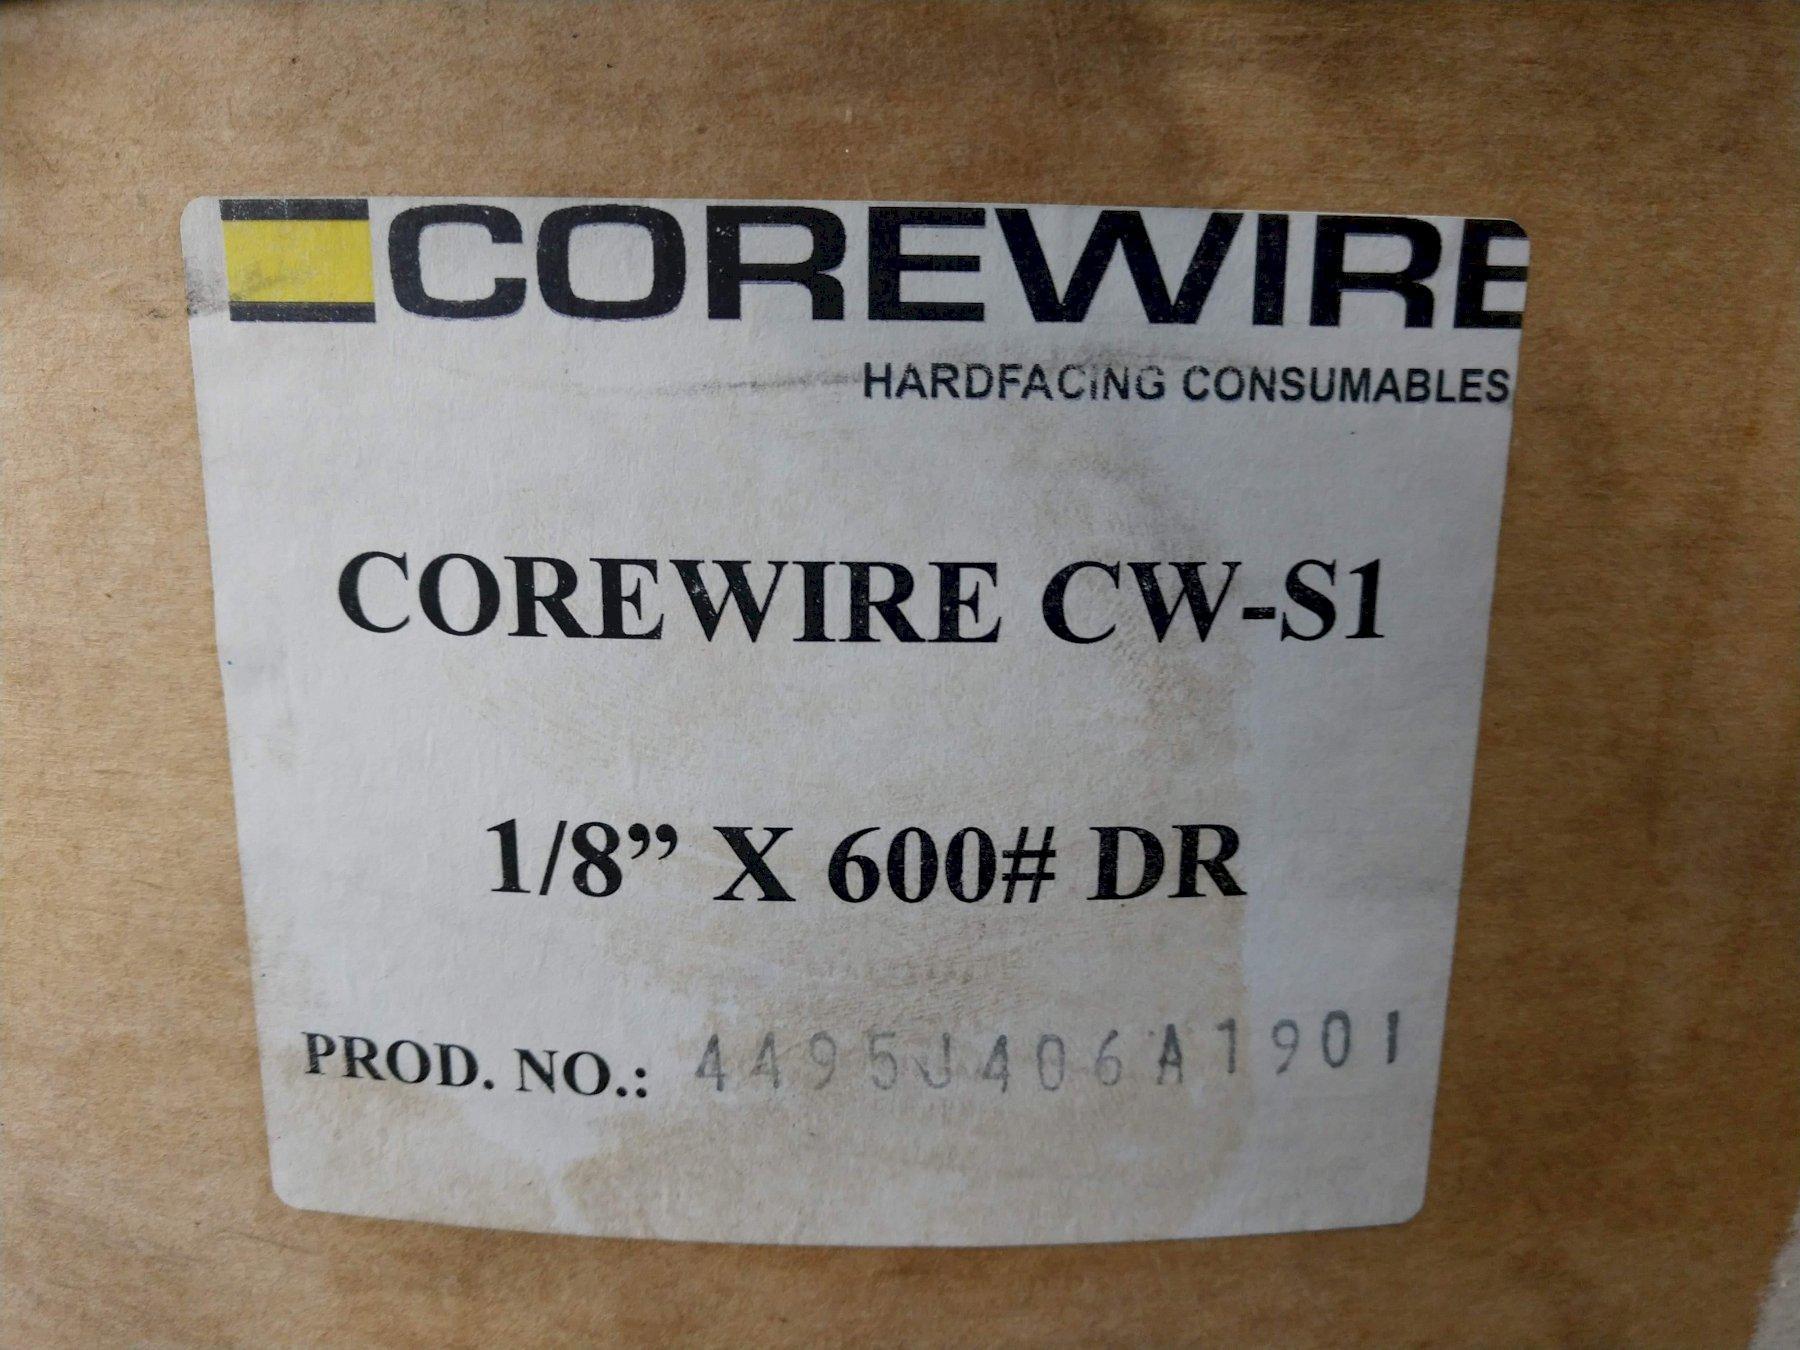 COREWIRE
HARDFACING CONSUMABLES
COREWIRE CW-S1
1/8” X 600# DR
PROD. NO.: 4495J406A1901